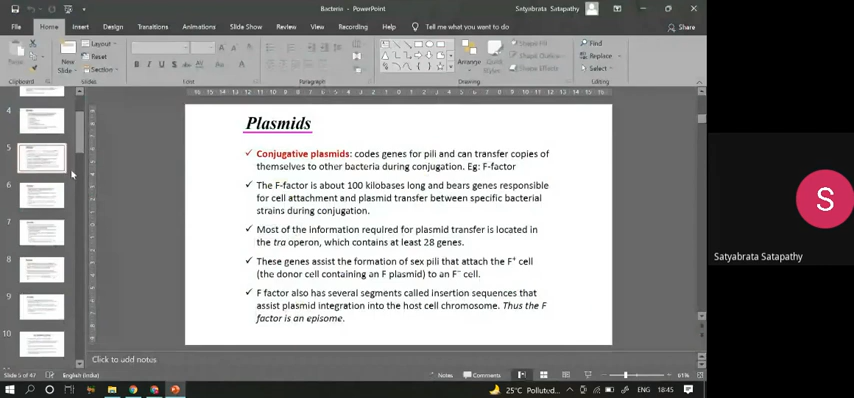 Bacteria - PowerPoint
Satyabrata Satapathy
File Home Insert Design Transitions Animations Slide Show Review View Recording Help Tell me what you want to do Share
Paste New Slide Layout Reset Section Arrange Shape Fill Shape Outline Shape Effects Find Replace Select
Clipboard Slides Font Paragraph Drawing Editing
4
5
6
7
8
9
10
Plasmids
✓ Conjugative plasmids: codes genes for pili and can transfer copies of
themselves to other bacteria during conjugation. Eg: F-factor
✓ The F-factor is about 100 kilobases long and bears genes responsible
for cell attachment and plasmid transfer between specific bacterial
strains during conjugation.
✓ Most of the information required for plasmid transfer is located in
the tra operon, which contains at least 28 genes.
✓ These genes assist the formation of sex pili that attach the F⁺ cell
(the donor cell containing an F plasmid) to an F⁻ cell.
✓ F factor also has several segments called insertion sequences that
assist plasmid integration into the host cell chromosome. Thus the F
factor is an episome.
Click to add notes
Slide 5 of 47 English (India) Notes Comments 61%
25°C Polluted... ENG 18:45
S
Satyabrata Satapathy